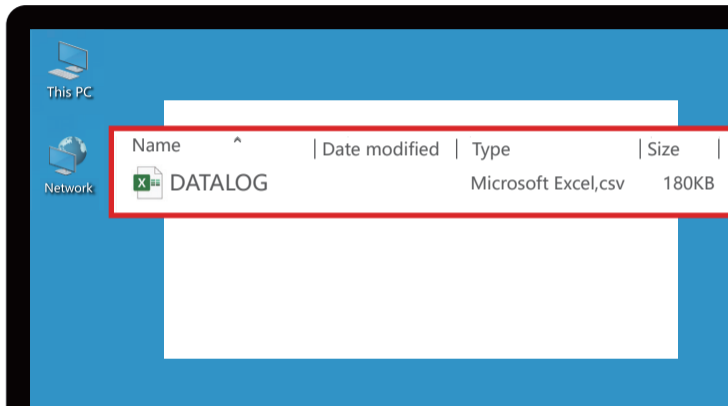 This PC
Network
Name Date modified Type Size
DATALOG Microsoft Excel,csv 180KB